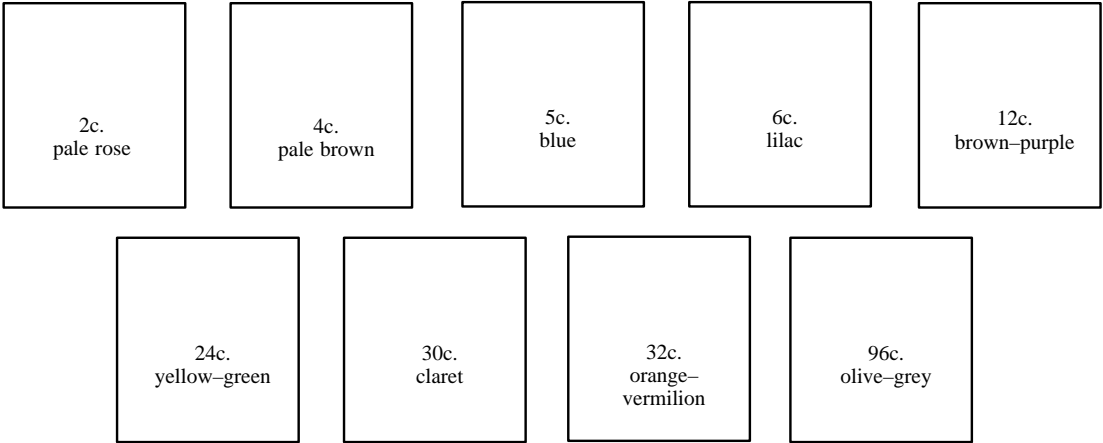 2c.
pale rose
4c.
pale brown
5c.
blue
6c.
lilac
12c.
brown–purple
24c.
yellow–green
30c.
claret
32c.
orange–
vermilion
96c.
olive–grey